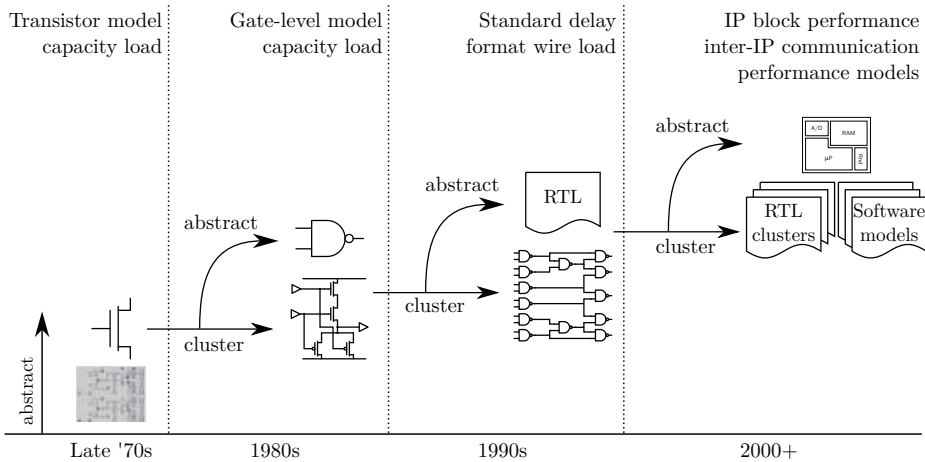 Transistor model
capacity load
Gate-level model
capacity load
Standard delay
format wire load
IP block performance
inter-IP communication
performance models
abstract
cluster
abstract
cluster
RTL
abstract
cluster
A/D
RAM
µP
Rnd
RTL
clusters
Software
models
abstract
Late '70s
1980s
1990s
2000+